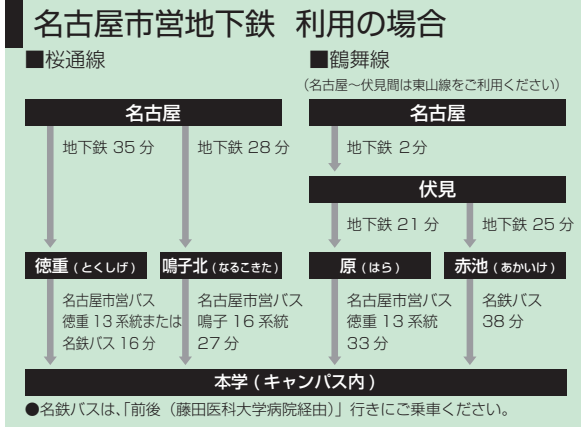 名古屋市営地下鉄 利用の場合
■桜通線
■鶴舞線
(名古屋～伏見間は東山線をご利用ください)
名古屋
名古屋
地下鉄 35 分
地下鉄 28 分
地下鉄 2分
伏見
地下鉄 21 分
地下鉄 25 分
徳重 ( とくしげ )
鳴子北 ( なるこきた )
原 ( はら )
赤池 ( あかいけ )
名古屋市営バス
徳重 13 系統または
名鉄バス 16 分
名古屋市営バス
鳴子 16 系統
27 分
名古屋市営バス
徳重 13 系統
33 分
名鉄バス
38 分
本学 ( キャンパス内 )
●名鉄バスは、「前後（藤田医科大学病院経由）」行きにご乗車ください。